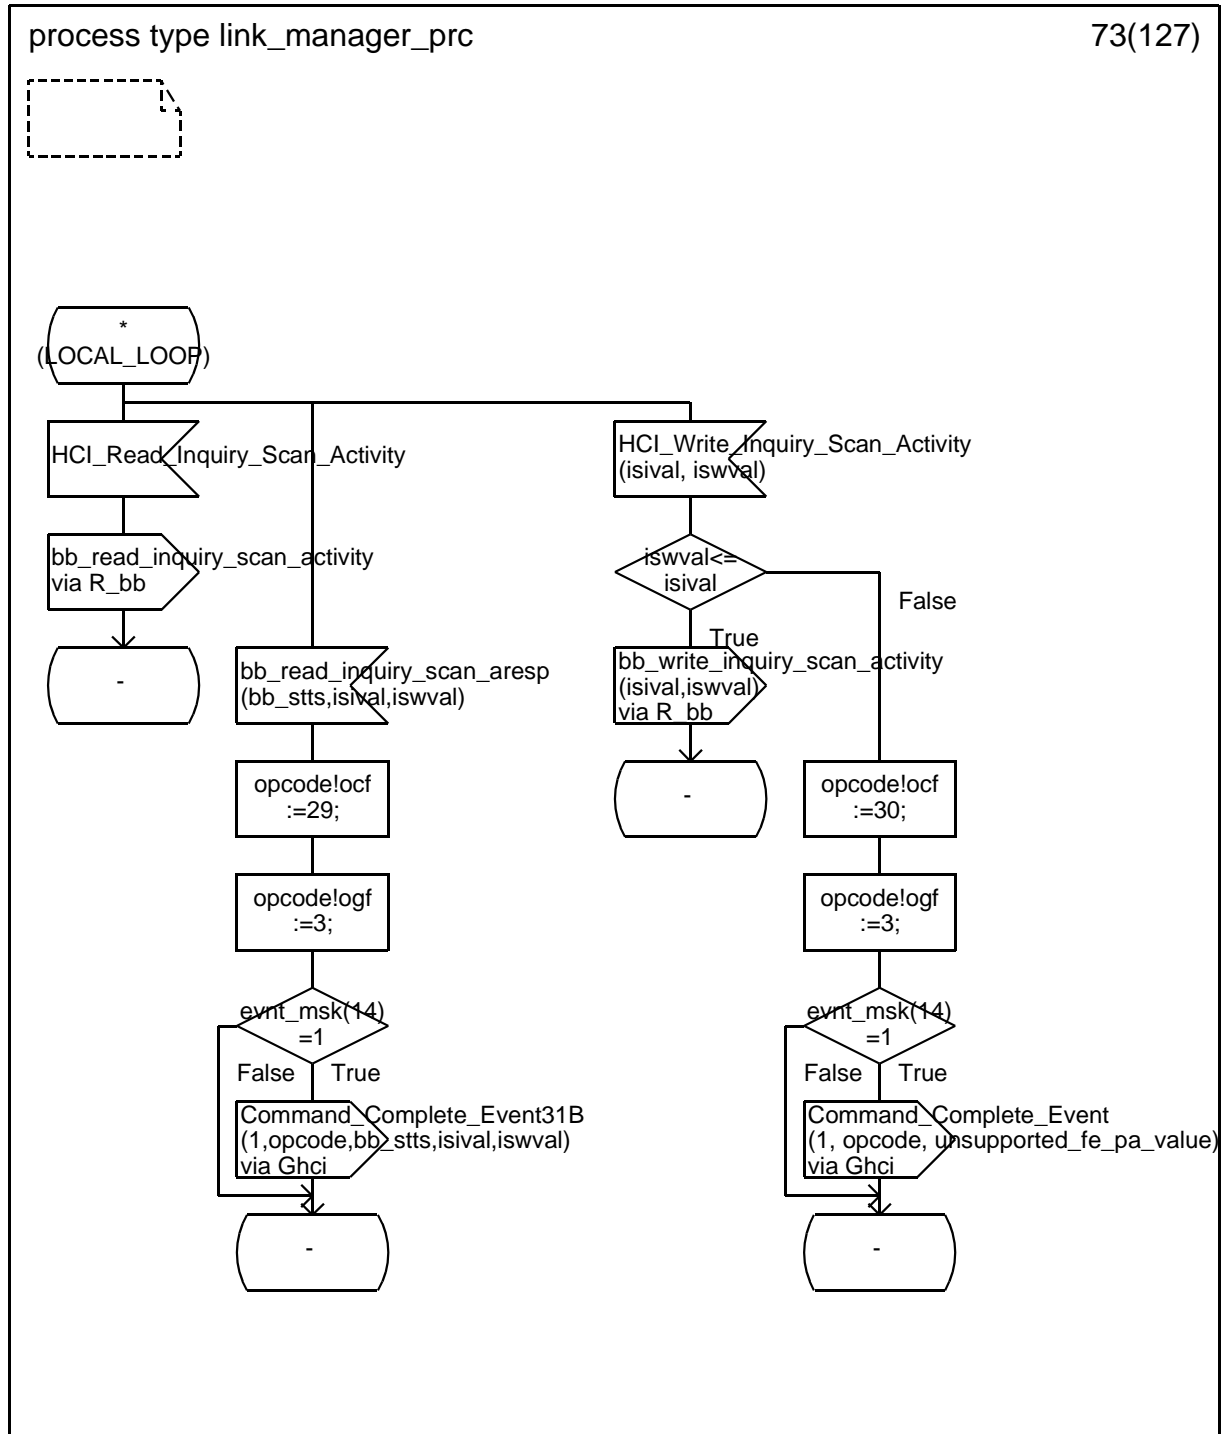 process type link_manager_prc
73(127)
*
(LOCAL_LOOP)
HCI_Read_Inquiry_Scan_Activity
bb_read_inquiry_scan_activity
via R_bb
-
bb_read_inquiry_scan_aresp
(bb_stts,isival,iswval)
opcode!ocf
:=29;
opcode!ogf
:=3;
evnt_msk(14)
=1
False
True
Command_Complete_Event31B
(1,opcode,bb_stts,isival,iswval)
via Ghci
-
HCI_Write_Inquiry_Scan_Activity
(isival, iswval)
iswval<=
isival
False
True
bb_write_inquiry_scan_activity
(isival,iswval)
via R_bb
-
opcode!ocf
:=30;
opcode!ogf
:=3;
evnt_msk(14)
=1
False
True
Command_Complete_Event
(1, opcode, unsupported_fe_pa_value)
via Ghci
-